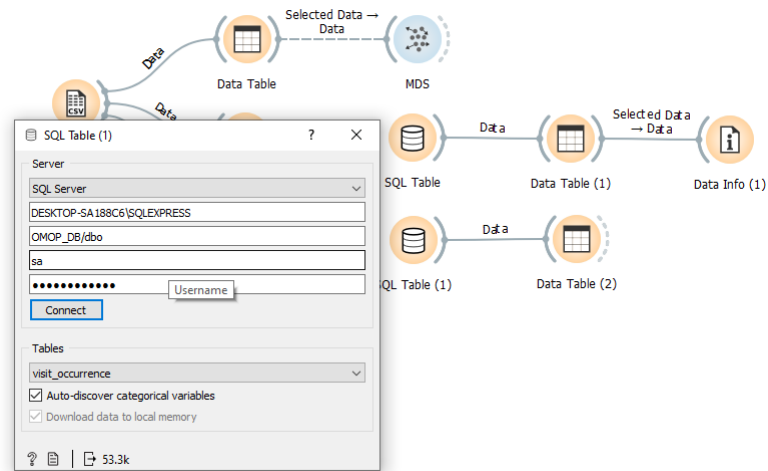 Selected Data →
Data
Data
Data Table
MDS
CSV
Data
SQL Table (1)
? ×
Server
SQL Server
DESKTOP-SA188C6\SQLEXPRESS
OMOP_DB/dbo
sa
••••••••••••
Username
Connect
Tables
visit_occurrence
Auto-discover categorical variables
Download data to local memory
? 53.3k
Data
Selected Data
→ Data
SQL Table
Data Table (1)
Data Info (1)
Data
SQL Table (1)
Data Table (2)